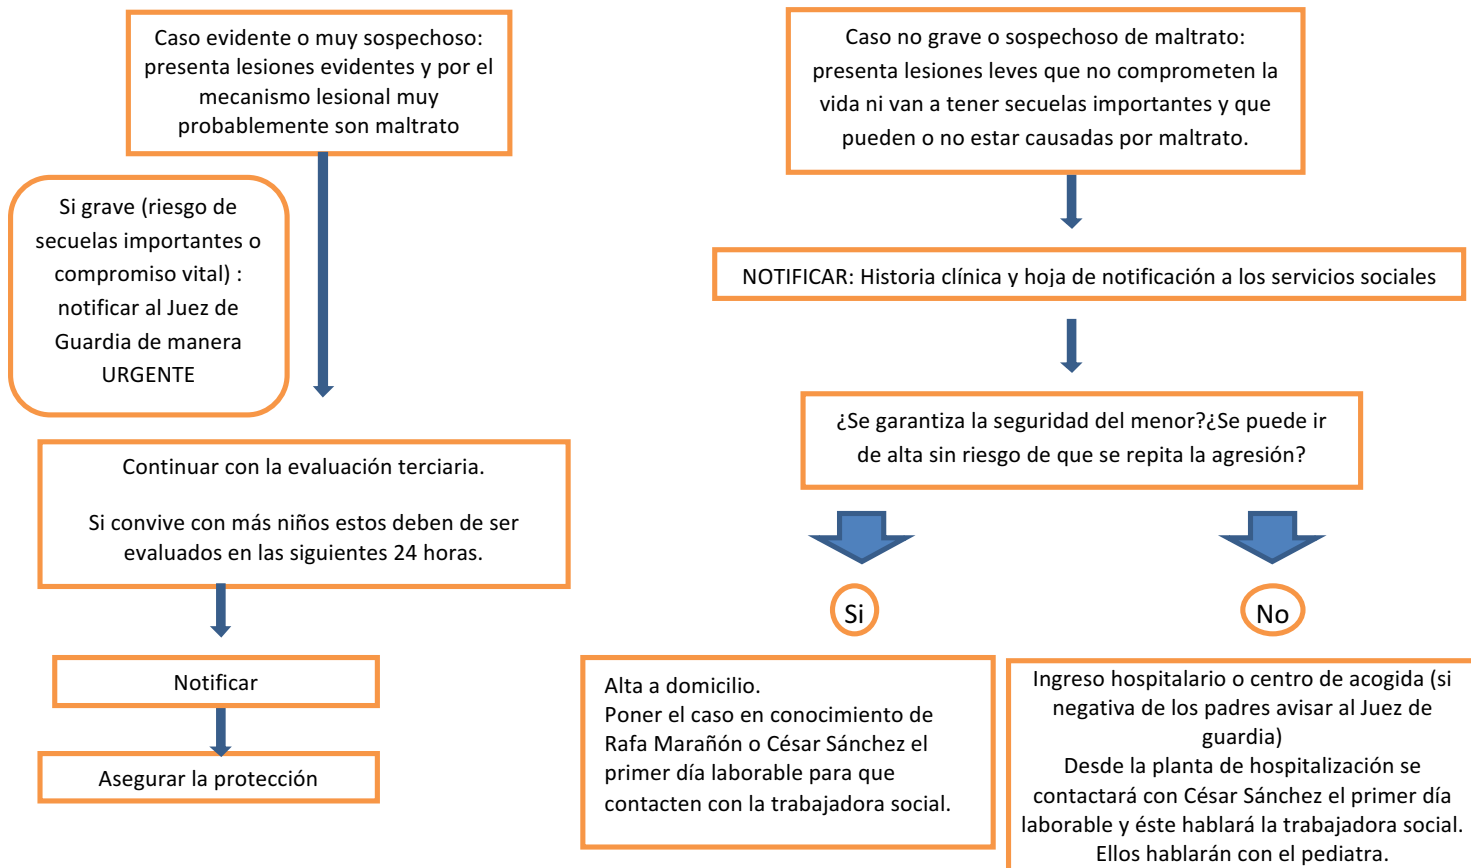 Caso evidente o muy sospechoso:
presenta lesiones evidentes y por el
mecanismo lesional muy
probablemente son maltrato
Si grave (riesgo de
secuelas importantes o
compromiso vital) :
notificar al Juez de
Guardia de manera
URGENTE
Continuar con la evaluación terciaria.
Si convive con más niños estos deben de ser
evaluados en las siguientes 24 horas.
Notificar
Asegurar la protección
Caso no grave o sospechoso de maltrato:
presenta lesiones leves que no comprometen la
vida ni van a tener secuelas importantes y que
pueden o no estar causadas por maltrato.
NOTIFICAR: Historia clínica y hoja de notificación a los servicios sociales
¿Se garantiza la seguridad del menor?¿Se puede ir
de alta sin riesgo de que se repita la agresión?
Si
No
Alta a domicilio.
Poner el caso en conocimiento de
Rafa Marañón o César Sánchez el
primer día laborable para que
contacten con la trabajadora social.
Ingreso hospitalario o centro de acogida (si
negativa de los padres avisar al Juez de
guardia)
Desde la planta de hospitalización se
contactará con César Sánchez el primer día
laborable y éste hablará la trabajadora social.
Ellos hablarán con el pediatra.